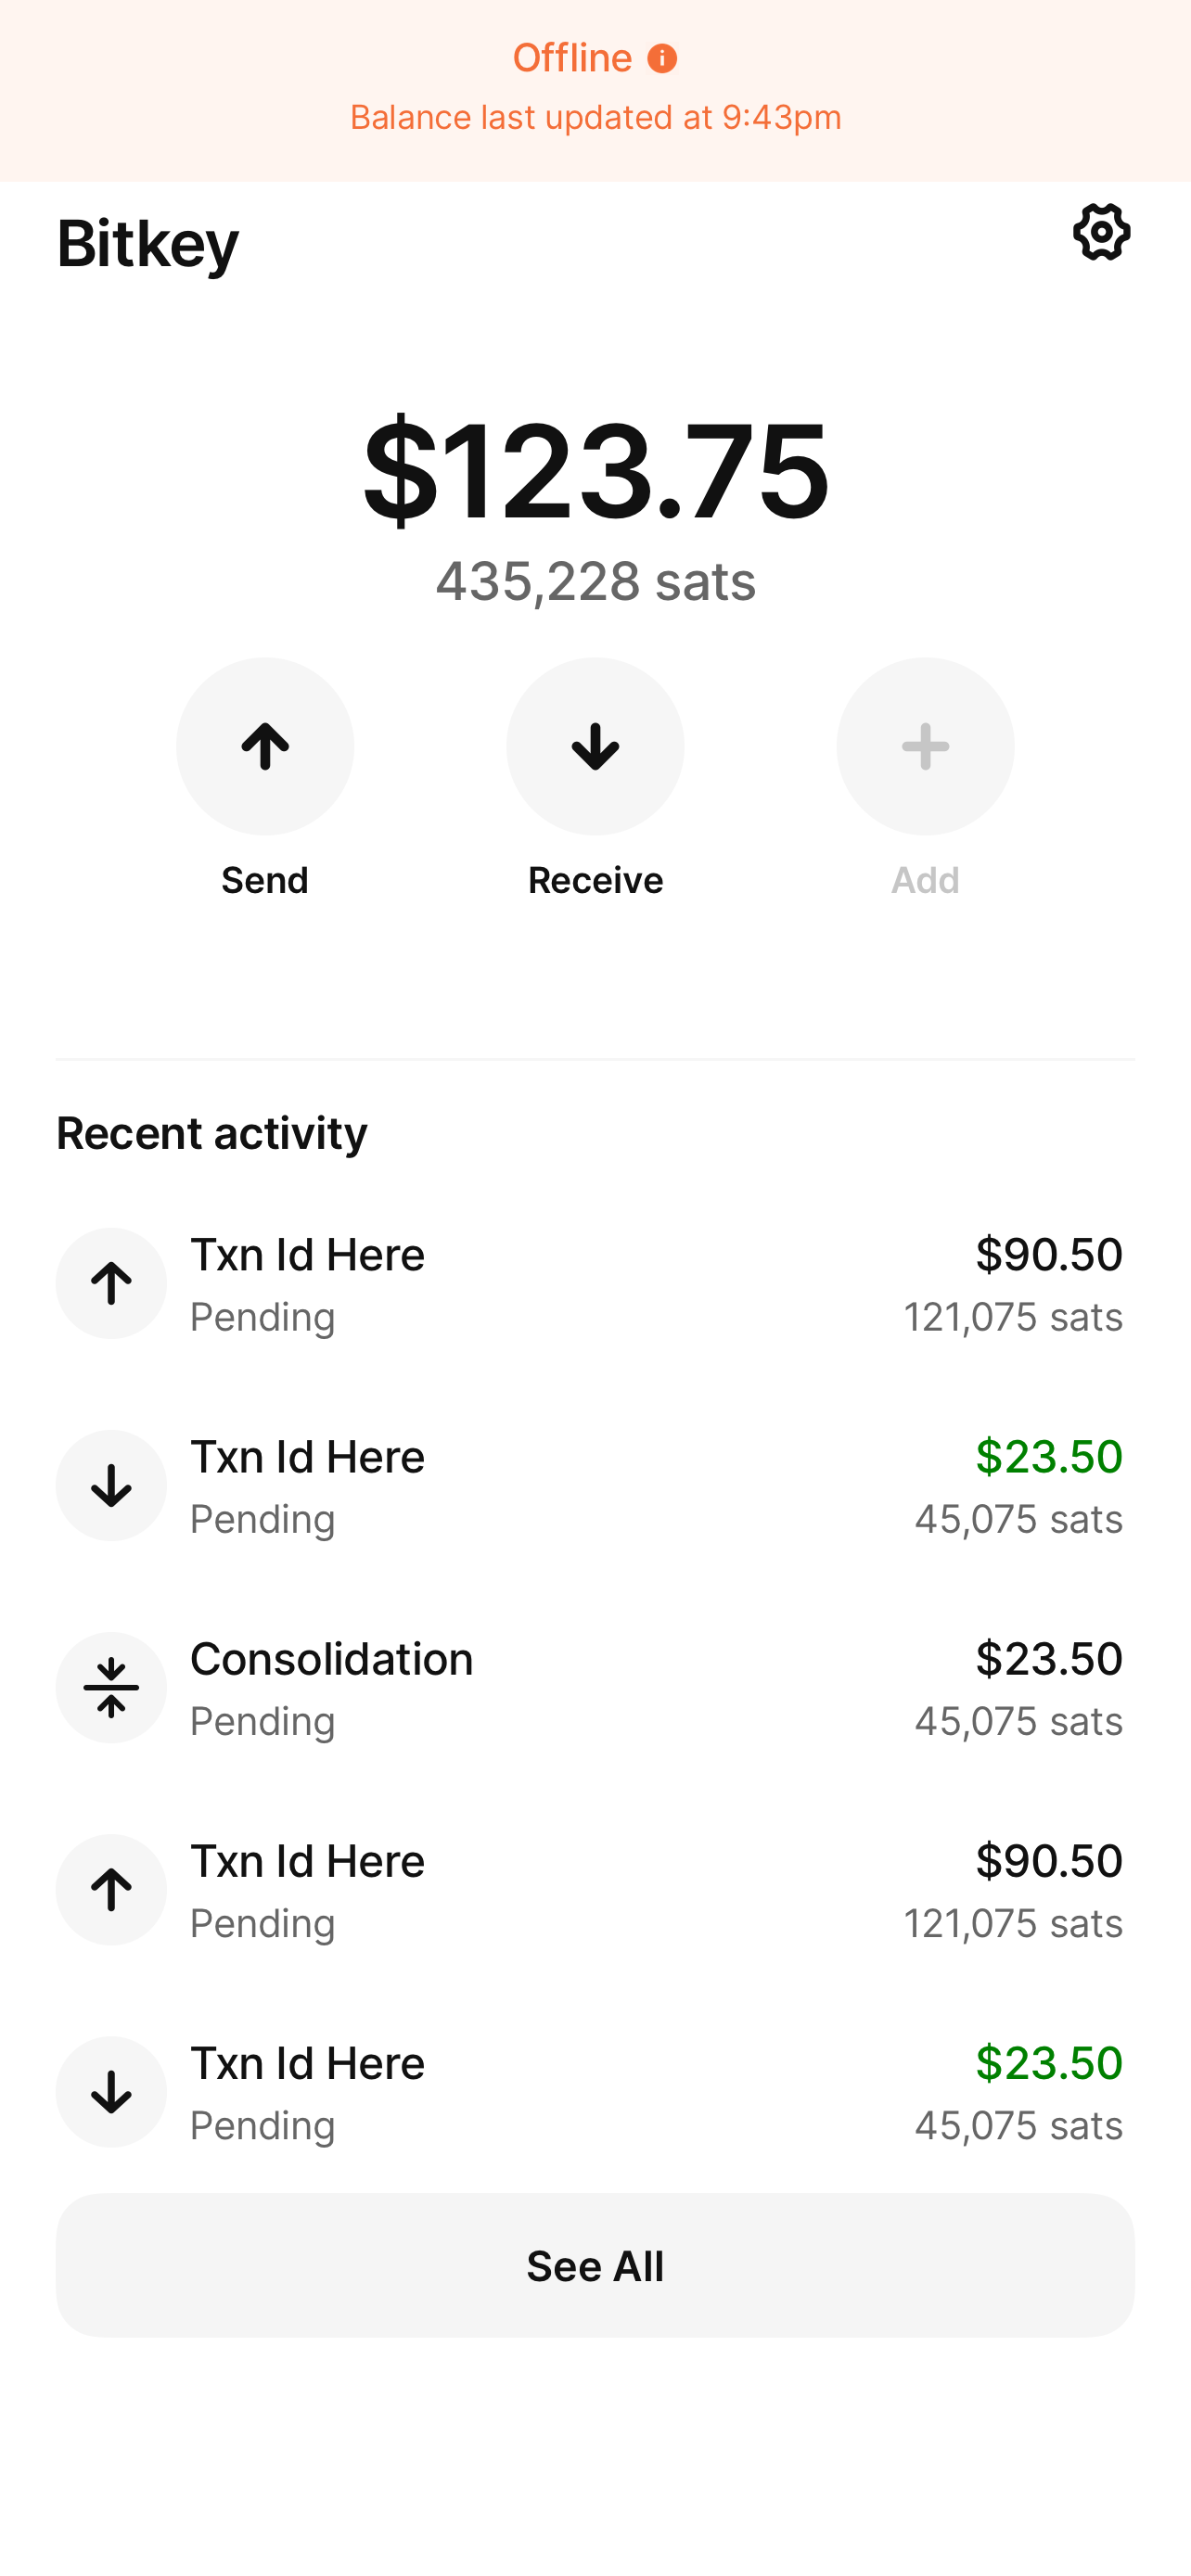 Offline
Balance last updated at 9:43pm
Bitkey
$123.75
435,228 sats
Send
Receive
Add
Recent activity
Txn Id Here
$90.50
Pending
121,075 sats
Txn Id Here
$23.50
Pending
45,075 sats
Consolidation
$23.50
Pending
45,075 sats
Txn Id Here
$90.50
Pending
121,075 sats
Txn Id Here
$23.50
Pending
45,075 sats
See All